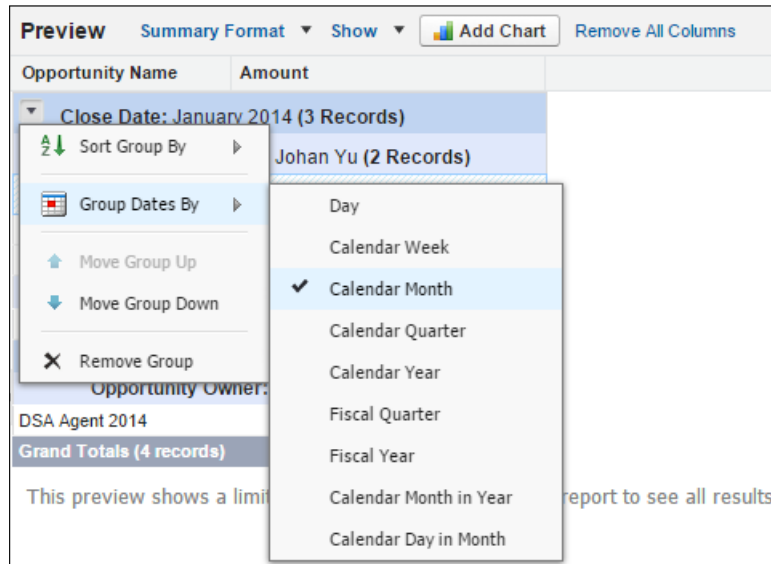 Preview Summary Format Show Add Chart Remove All Columns
Opportunity Name Amount
Close Date: January 2014 (3 Records)
Sort Group By
Johan Yu (2 Records)
Group Dates By
Move Group Up
Move Group Down
Remove Group
Day
Calendar Week
Calendar Month
Calendar Quarter
Calendar Year
Fiscal Quarter
Fiscal Year
Calendar Month in Year
Calendar Day in Month
Opportunity Owner:
DSA Agent 2014
Grand Totals (4 records)
This preview shows a limit report to see all results